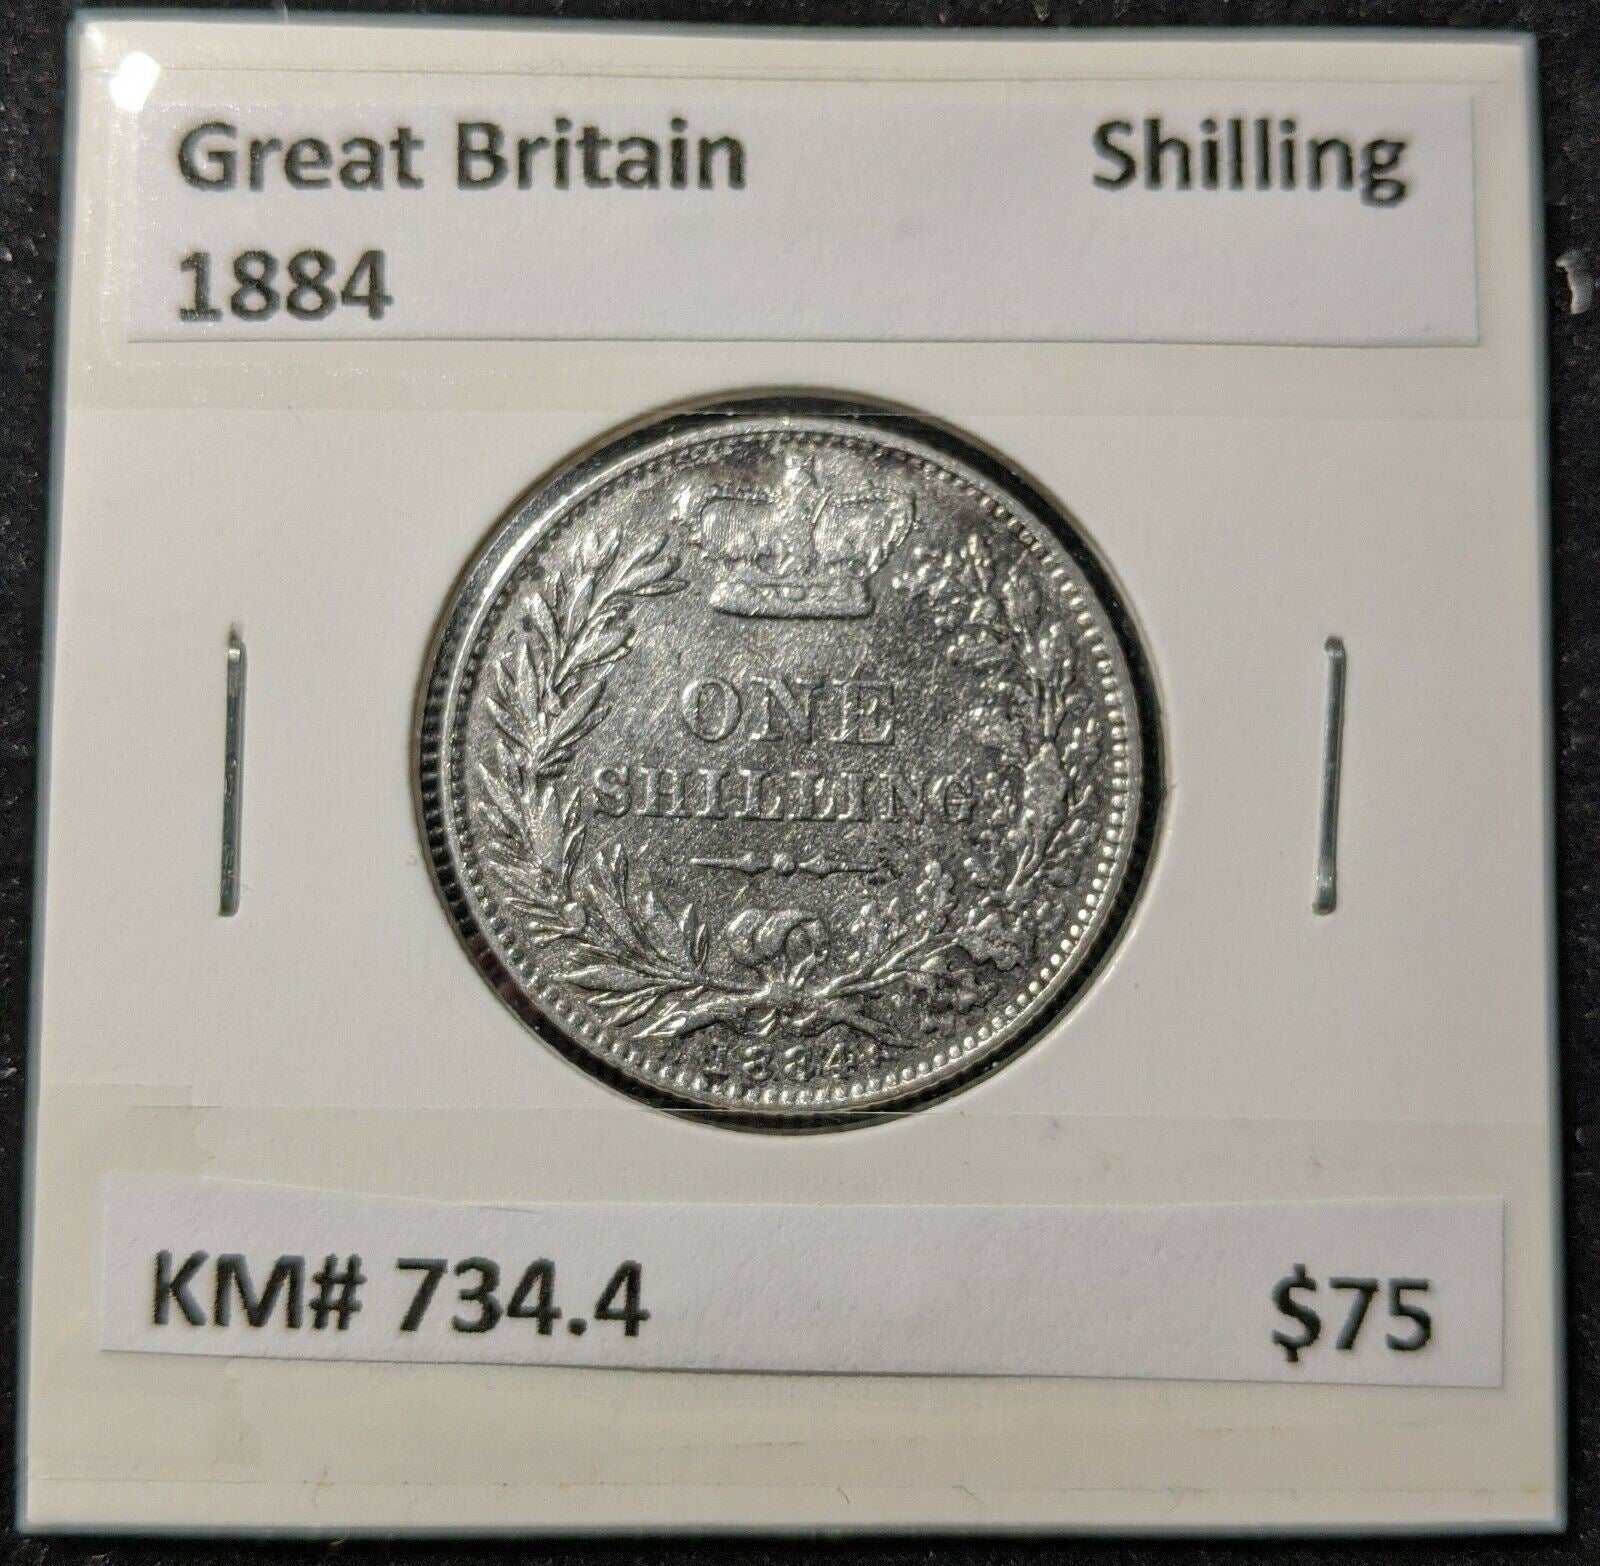 Great Britain Shilling
1884
ONE
SHILLING
1884
KM# 734.4 $75